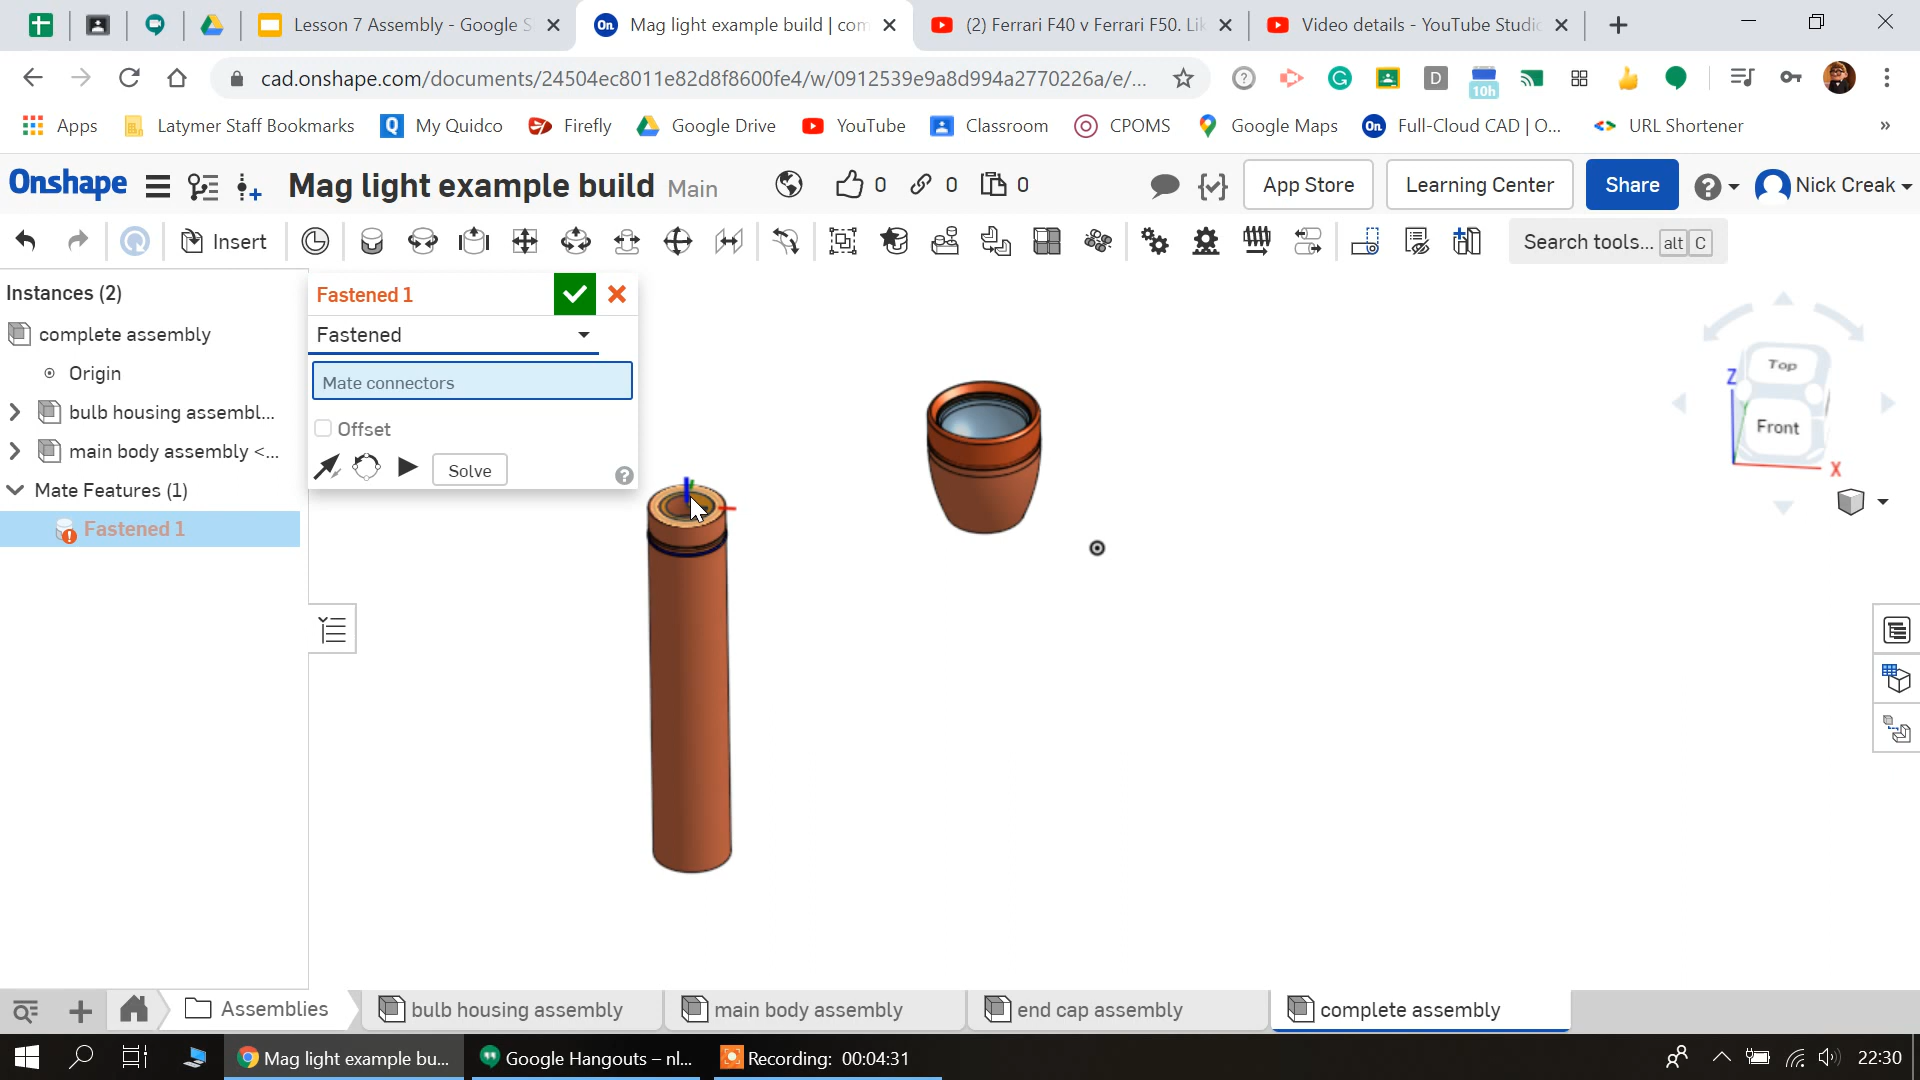 Lesson 7 Assembly - Google S
Mag light example build | com
(2) Ferrari F40 v Ferrari F50. Lik
Video details - YouTube Studio
cad.onshape.com/documents/24504ec8011e82d8f8600fe4/w/0912539e9a8d994a2770226a/e/...
D
10h
Apps
Latymer Staff Bookmarks
Q My Quidco
Firefly
Google Drive
YouTube
Classroom
CPOMS
Google Maps
On Full-Cloud CAD | O...
URL Shortener
»
Onshape
Mag light example build Main
0
0
0
App Store
Learning Center
Share
Nick Creak
Insert
Search tools... alt C
Instances (2)
complete assembly
Origin
bulb housing assembl...
main body assembly <...
Mate Features (1)
Fastened 1
Fastened 1
Fastened
Mate connectors
Offset
Solve
Top
Front
Z
X
Assemblies
bulb housing assembly
main body assembly
end cap assembly
complete assembly
Mag light example bu...
Google Hangouts – nl...
Recording: 00:04:31
22:30